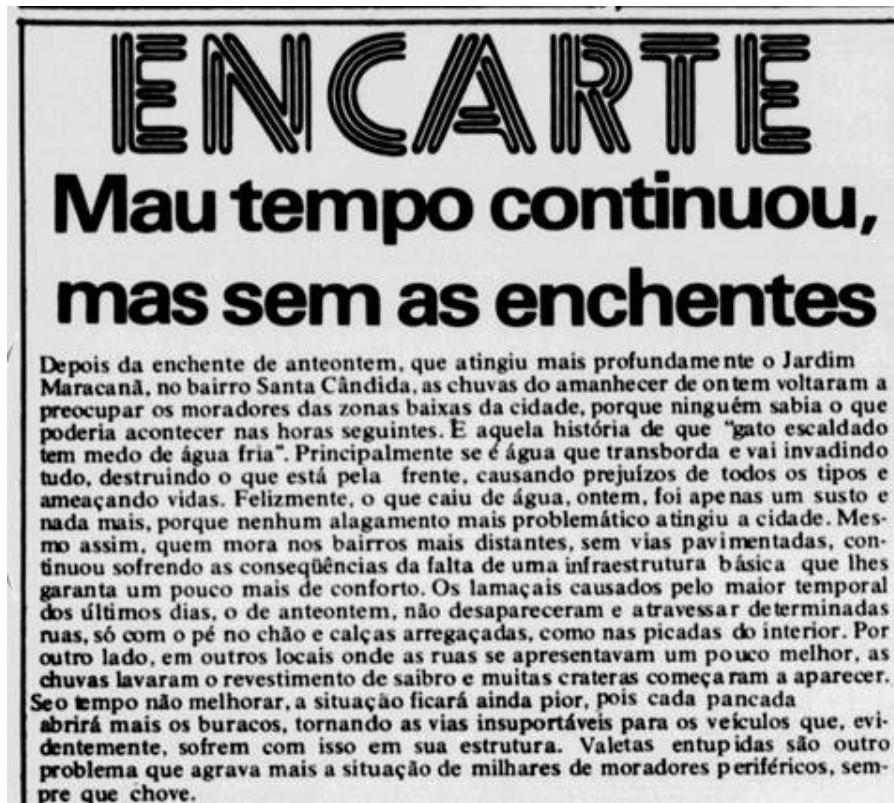 ENCARTE
Mau tempo continuou,
mas sem as enchentes
Depois da enchente de anteontem, que atingiu mais profundamente o Jardim
Maracanã, no bairro Santa Cândida, as chuvas do amanhecer de ontem voltaram a
preocupar os moradores das zonas baixas da cidade, porque ninguém sabia o que
poderia acontecer nas horas seguintes. E aquela história de que "gato escaldado
tem medo de água fria". Principalmente se é água que transborda e vai invadindo
tudo, destruindo o que está pela frente, causando prejuízos de todos os tipos e
ameaçando vidas. Felizmente, o que caiu de água, ontem, foi apenas um susto e
nada mais, porque nenhum alagamento mais problemático atingiu a cidade. Mes-
mo assim, quem mora nos bairros mais distantes, sem vias pavimentadas, con-
tinuou sofrendo as conseqüências da falta de uma infraestrutura básica que lhes
garanta um pouco mais de conforto. Os lamaçais causados pelo maior temporal
dos últimos dias, o de anteontem, não desapareceram e atravessar determinadas
ruas, só com o pé no chão e calças arregaçadas, como nas picadas do interior. Por
outro lado, em outros locais onde as ruas se apresentavam um pouco melhor, as
chuvas lavaram o revestimento de saibro e muitas crateras começaram a aparecer.
Seo tempo não melhorar, a situação ficará ainda pior, pois cada pancada
abrirá mais os buracos, tornando as vias insuportáveis para os veículos que, evi-
dentemente, sofrem com isso em sua estrutura. Valetas entupidas são outro
problema que agrava mais a situação de milhares de moradores periféricos, sem-
pre que chove.